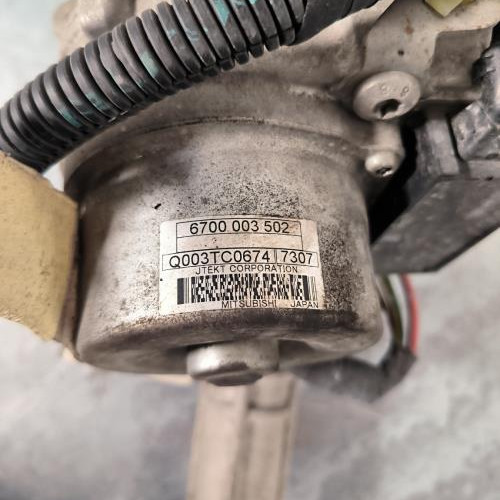 6700 003 502
Q003TC0674 7307
JTEKT CORPORATION
MITSUBISHI JAPAN